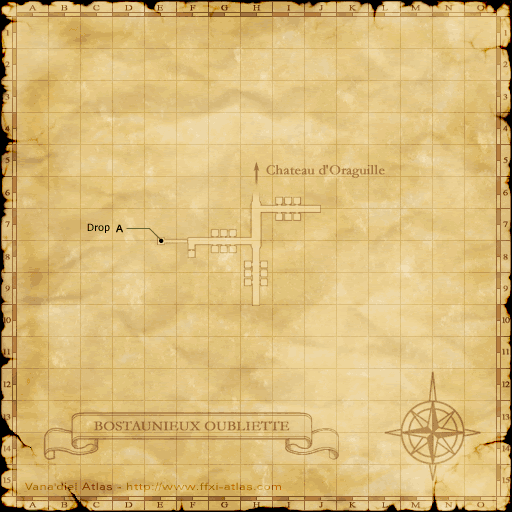 A B C D E F G H I J K L M N O
1
2
3
4
5
Chateau d'Oraguille
6
7
Drop A
8
9
10
11
12
13
BOSTAUNIEUX OUBLIETTE
14
15
Vana'diel Atlas - http://www.ffxi-atlas.com
A B C D E F G H I J K L M N O